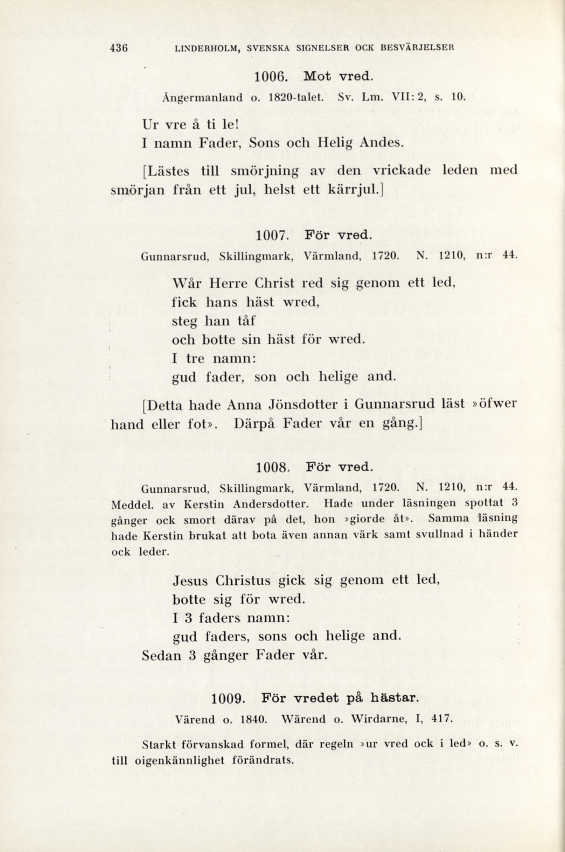 436 LINDERHOLM, SVENSKA SIGNELSER OCK BESVÄRJELSER
1006. Mot vred.
Ångermanland o. 1820-talet. Sv. Lm. VII: 2, s. 10.
Ur vre å ti le!
I namn Fader, Sons och Helig Andes.
[Lästes till smörjning av den vrickade leden med
smörjan från ett jul, helst ett kärrjul.]
1007. För vred.
Gunnarsrud, Skillingmark, Värmland, 1720. N. 1210, n:r 44.
Wår Herre Christ red sig genom ett led,
fick hans häst wred,
steg han tåf
och botte sin häst för wred.
I tre namn:
gud fader, son och helige and.
[Detta hade Anna Jönsdotter i Gunnarsrud läst »öfwer
hand eller fot». Därpå Fader vår en gång.]
1008. För vred.
Gunnarsrud, Skillingmark, Värmland, 1720. N. 1210, n:r 44.
Meddel. av Kerstin Andersdotter. Hade under läsningen spottat 3
gånger ock smort därav på det, hon »giorde åt». Samma läsning
hade Kerstin brukat att bota även annan värk samt svullnad i händer
ock leder.
Jesus Christus gick sig genom ett led,
botte sig för wred.
I 3 faders namn:
gud faders, sons och helige and.
Sedan 3 gånger Fader vår.
1009. För vredet på hästar.
Värend o. 1840. Wärend o. Wirdarne, I, 417.
Starkt förvanskad formel, där regeln »ur vred ock i led» o. s. v.
till oigenkännlighet förändrats.